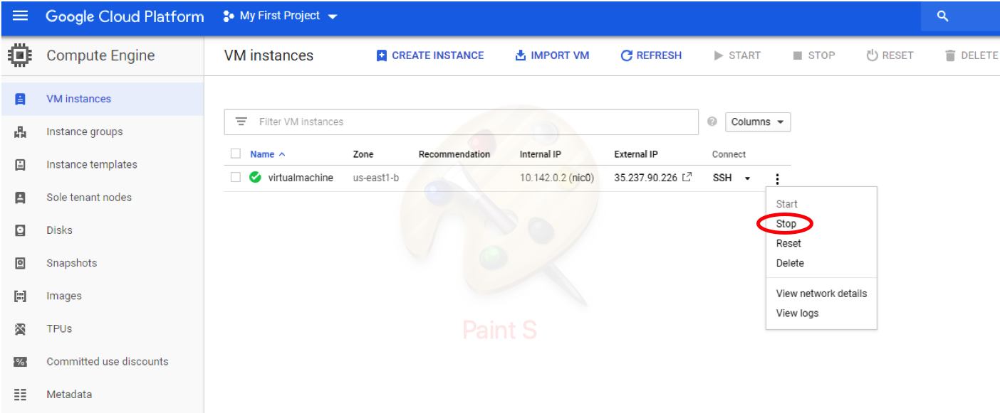 Google Cloud Platform My First Project
Compute Engine VM instances CREATE INSTANCE IMPORT VM REFRESH START STOP RESET DELETE
VM instances
Instance groups
Instance templates
Sole tenant nodes
Disks
Snapshots
Images
TPUs
Committed use discounts
Metadata
Filter VM instances Columns
Name Zone Recommendation Internal IP External IP Connect
virtualmachine us-east1-b 10.142.0.2 (nic0) 35.237.90.226 SSH
Start
Stop
Reset
Delete
View network details
View logs
Paint S